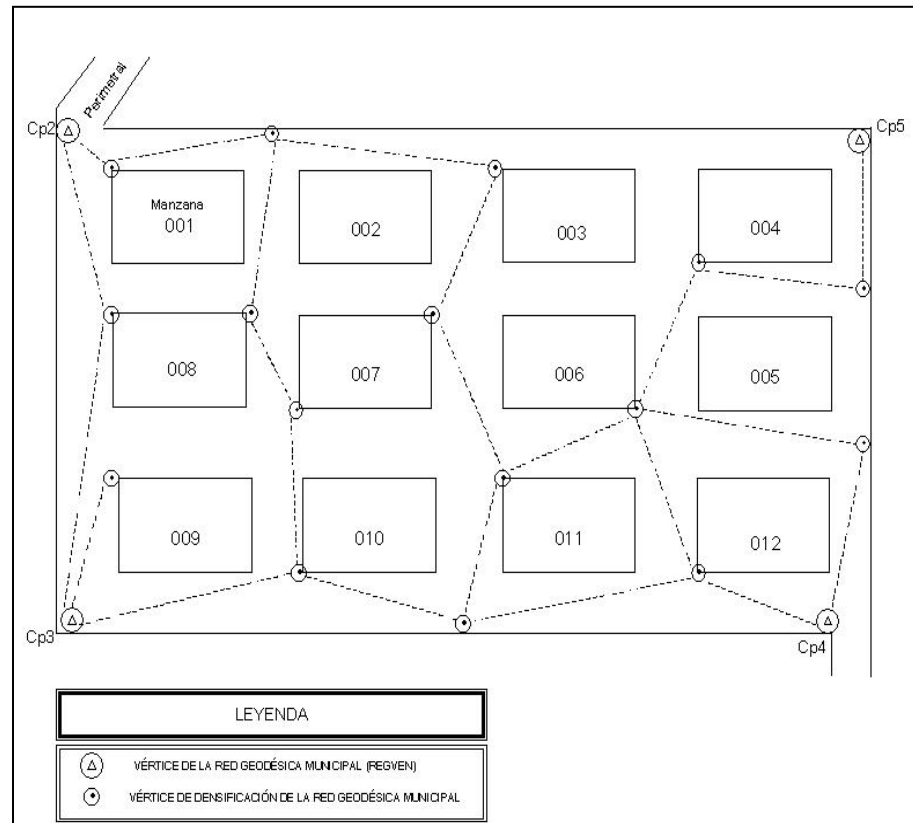 Perimetral
Cp2
Cp5
Manzana
001
002
003
004
008
007
006
005
009
010
011
012
Cp3
Cp4
LEYENDA
VÉRTICE DE LA RED GEODÉSICA MUNICIPAL (REGVEN)
VÉRTICE DE DENSIFICACIÓN DE LA RED GEODÉSICA MUNICIPAL